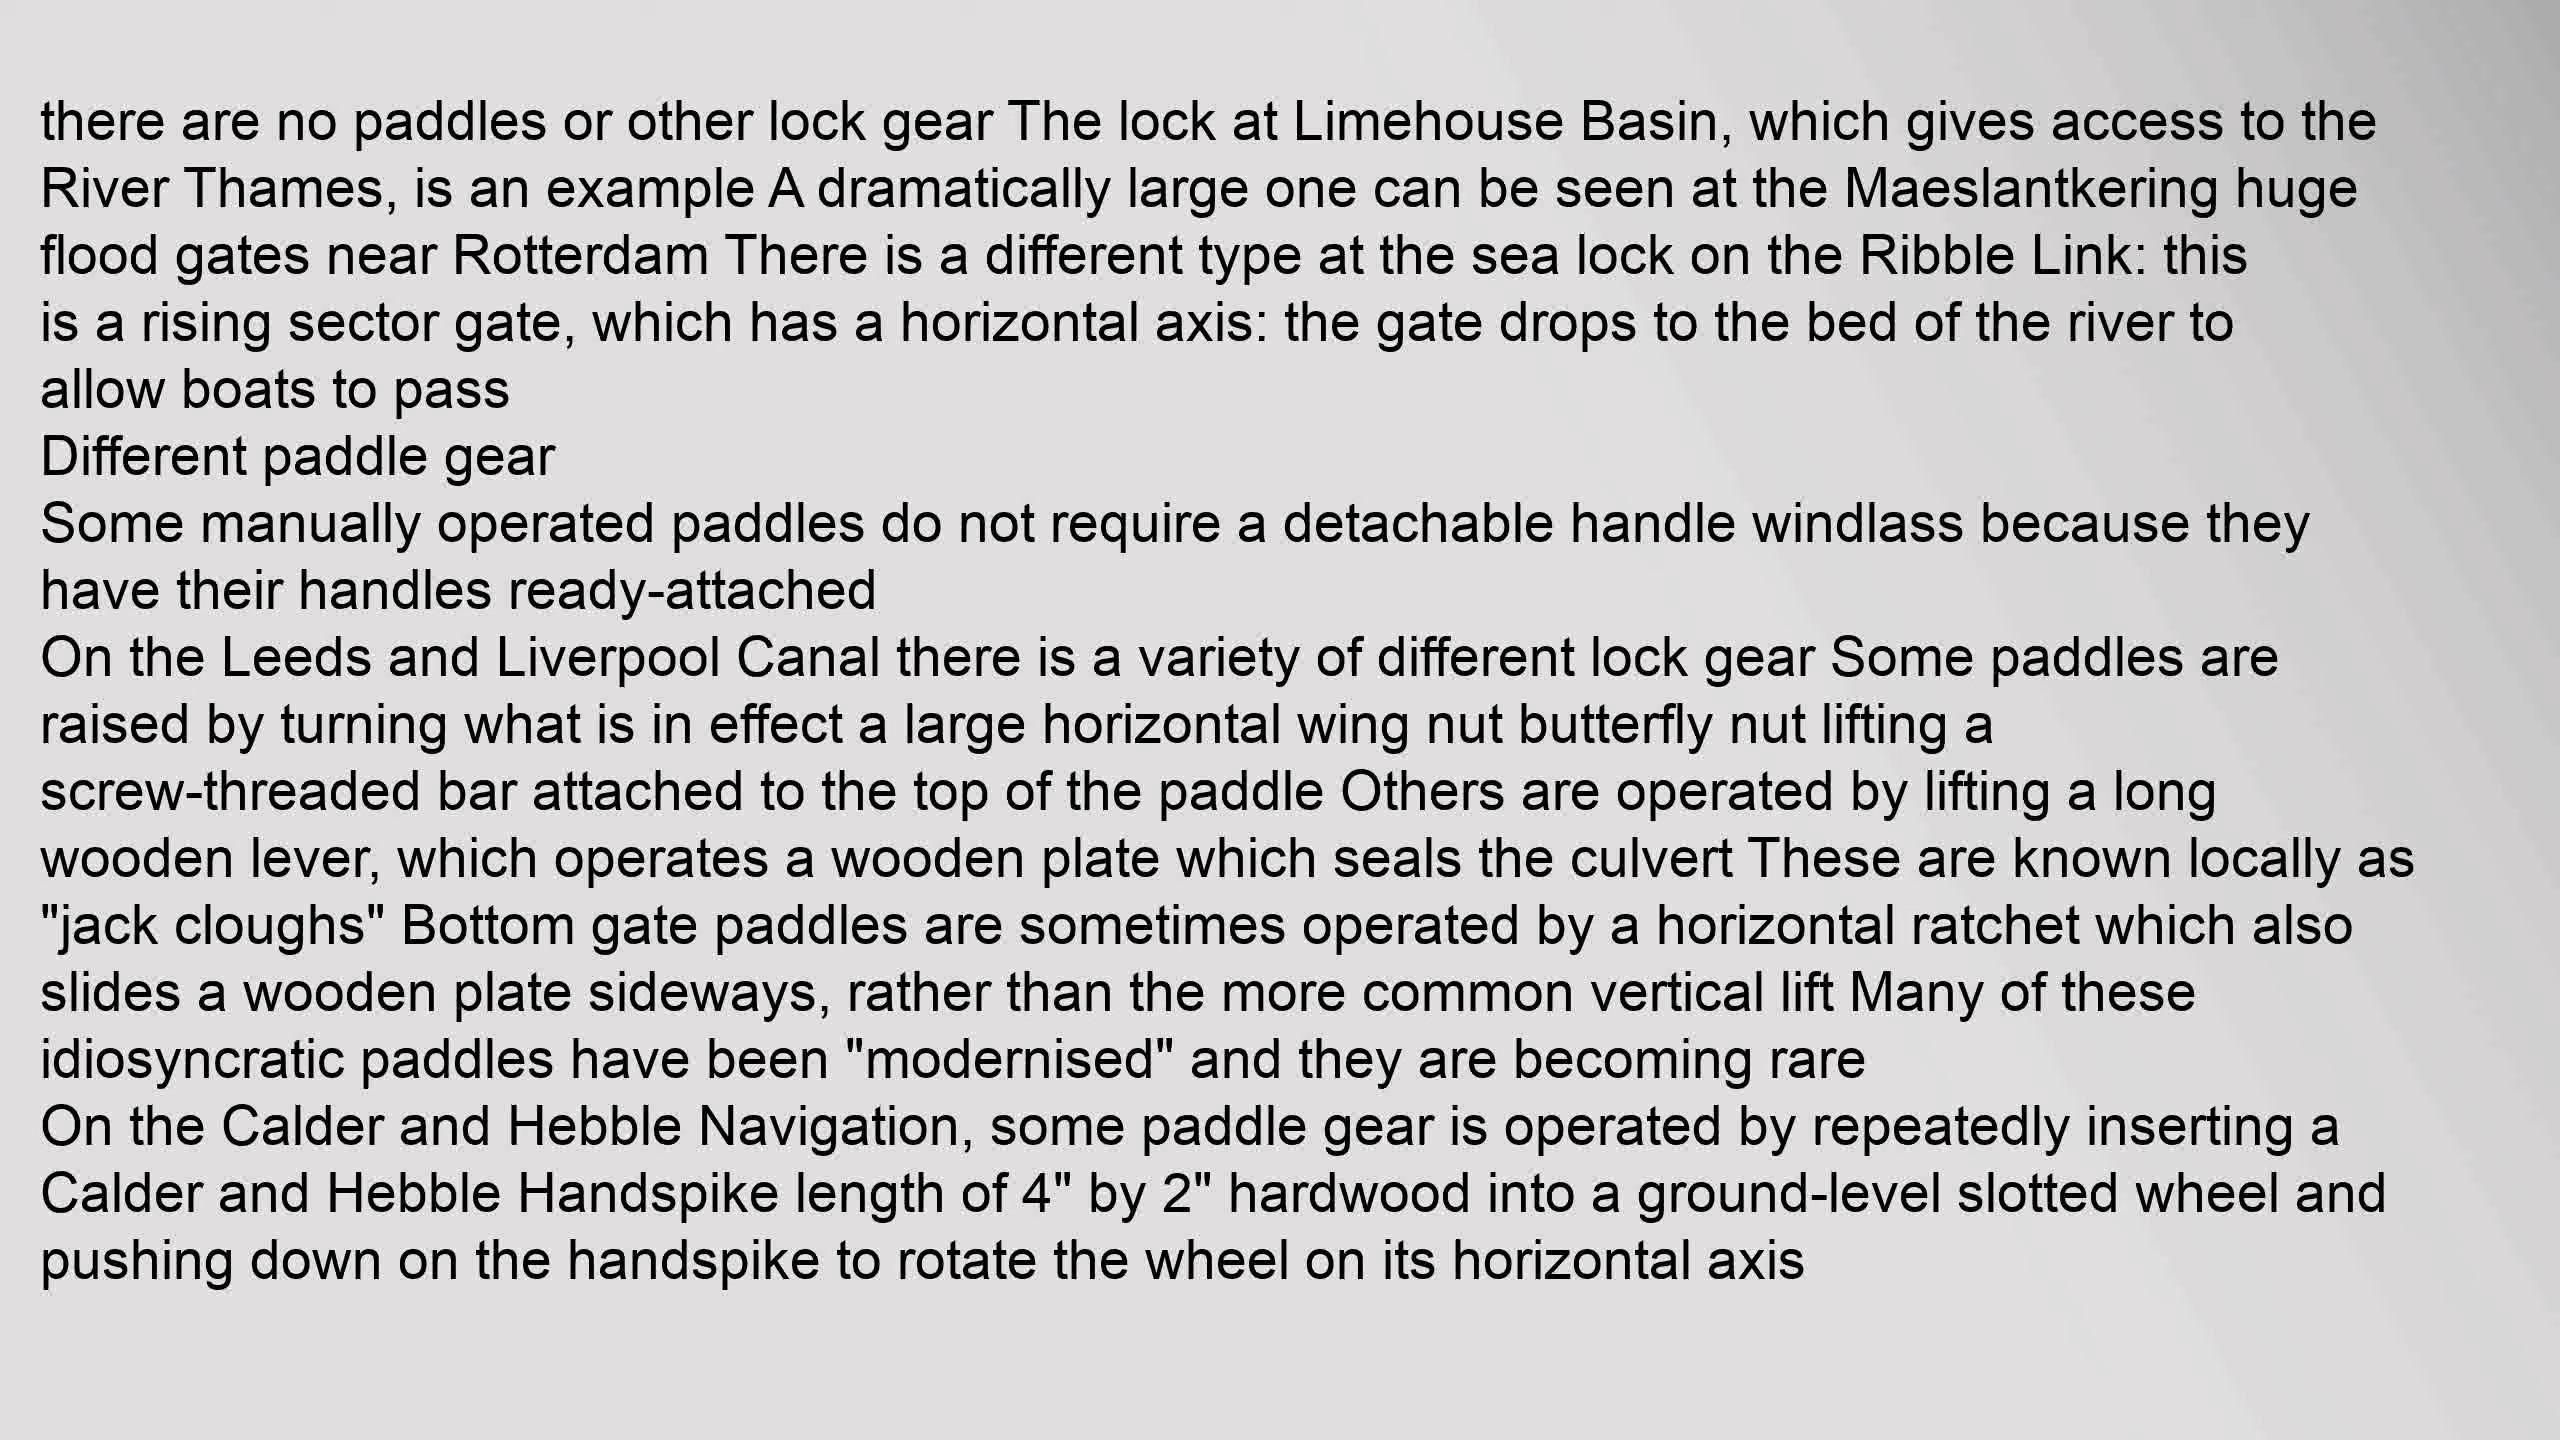 there are no paddles or other lock gear The lock at Limehouse Basin, which gives access to the
River Thames, is an example A dramatically large one can be seen at the Maeslantkering huge
flood gates near Rotterdam There is a different type at the sea lock on the Ribble Link: this
is a rising sector gate, which has a horizontal axis: the gate drops to the bed of the river to
allow boats to pass
Different paddle gear
Some manually operated paddles do not require a detachable handle windlass because they
have their handles ready-attached
On the Leeds and Liverpool Canal there is a variety of different lock gear Some paddles are
raised by turning what is in effect a large horizontal wing nut butterfly nut lifting a
screw-threaded bar attached to the top of the paddle Others are operated by lifting a long
wooden lever, which operates a wooden plate which seals the culvert These are known locally as
"jack cloughs" Bottom gate paddles are sometimes operated by a horizontal ratchet which also
slides a wooden plate sideways, rather than the more common vertical lift Many of these
idiosyncratic paddles have been "modernised" and they are becoming rare
On the Calder and Hebble Navigation, some paddle gear is operated by repeatedly inserting a
Calder and Hebble Handspike length of 4" by 2" hardwood into a ground-level slotted wheel and
pushing down on the handspike to rotate the wheel on its horizontal axis